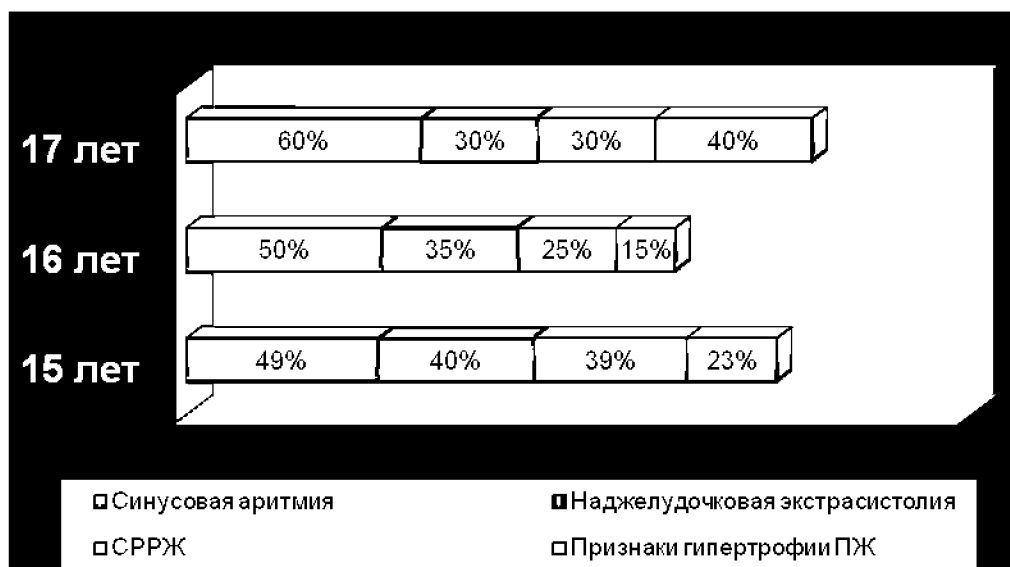 17 лет 60% 30% 30% 40%
16 лет 50% 35% 25% 15%
15 лет 49% 40% 39% 23%
Синусовая аритмия Наджелудочковая экстрасистолия
СРРЖ Признаки гипертрофии ПЖ